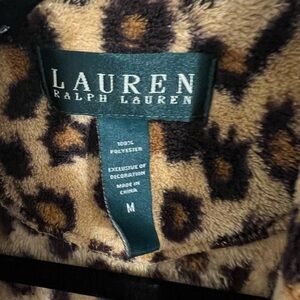 LAUREN
RALPH LAUREN
100%
POLYESTER
EXCLUSIVE OF
DECORATION
MADE IN
CHINA
M